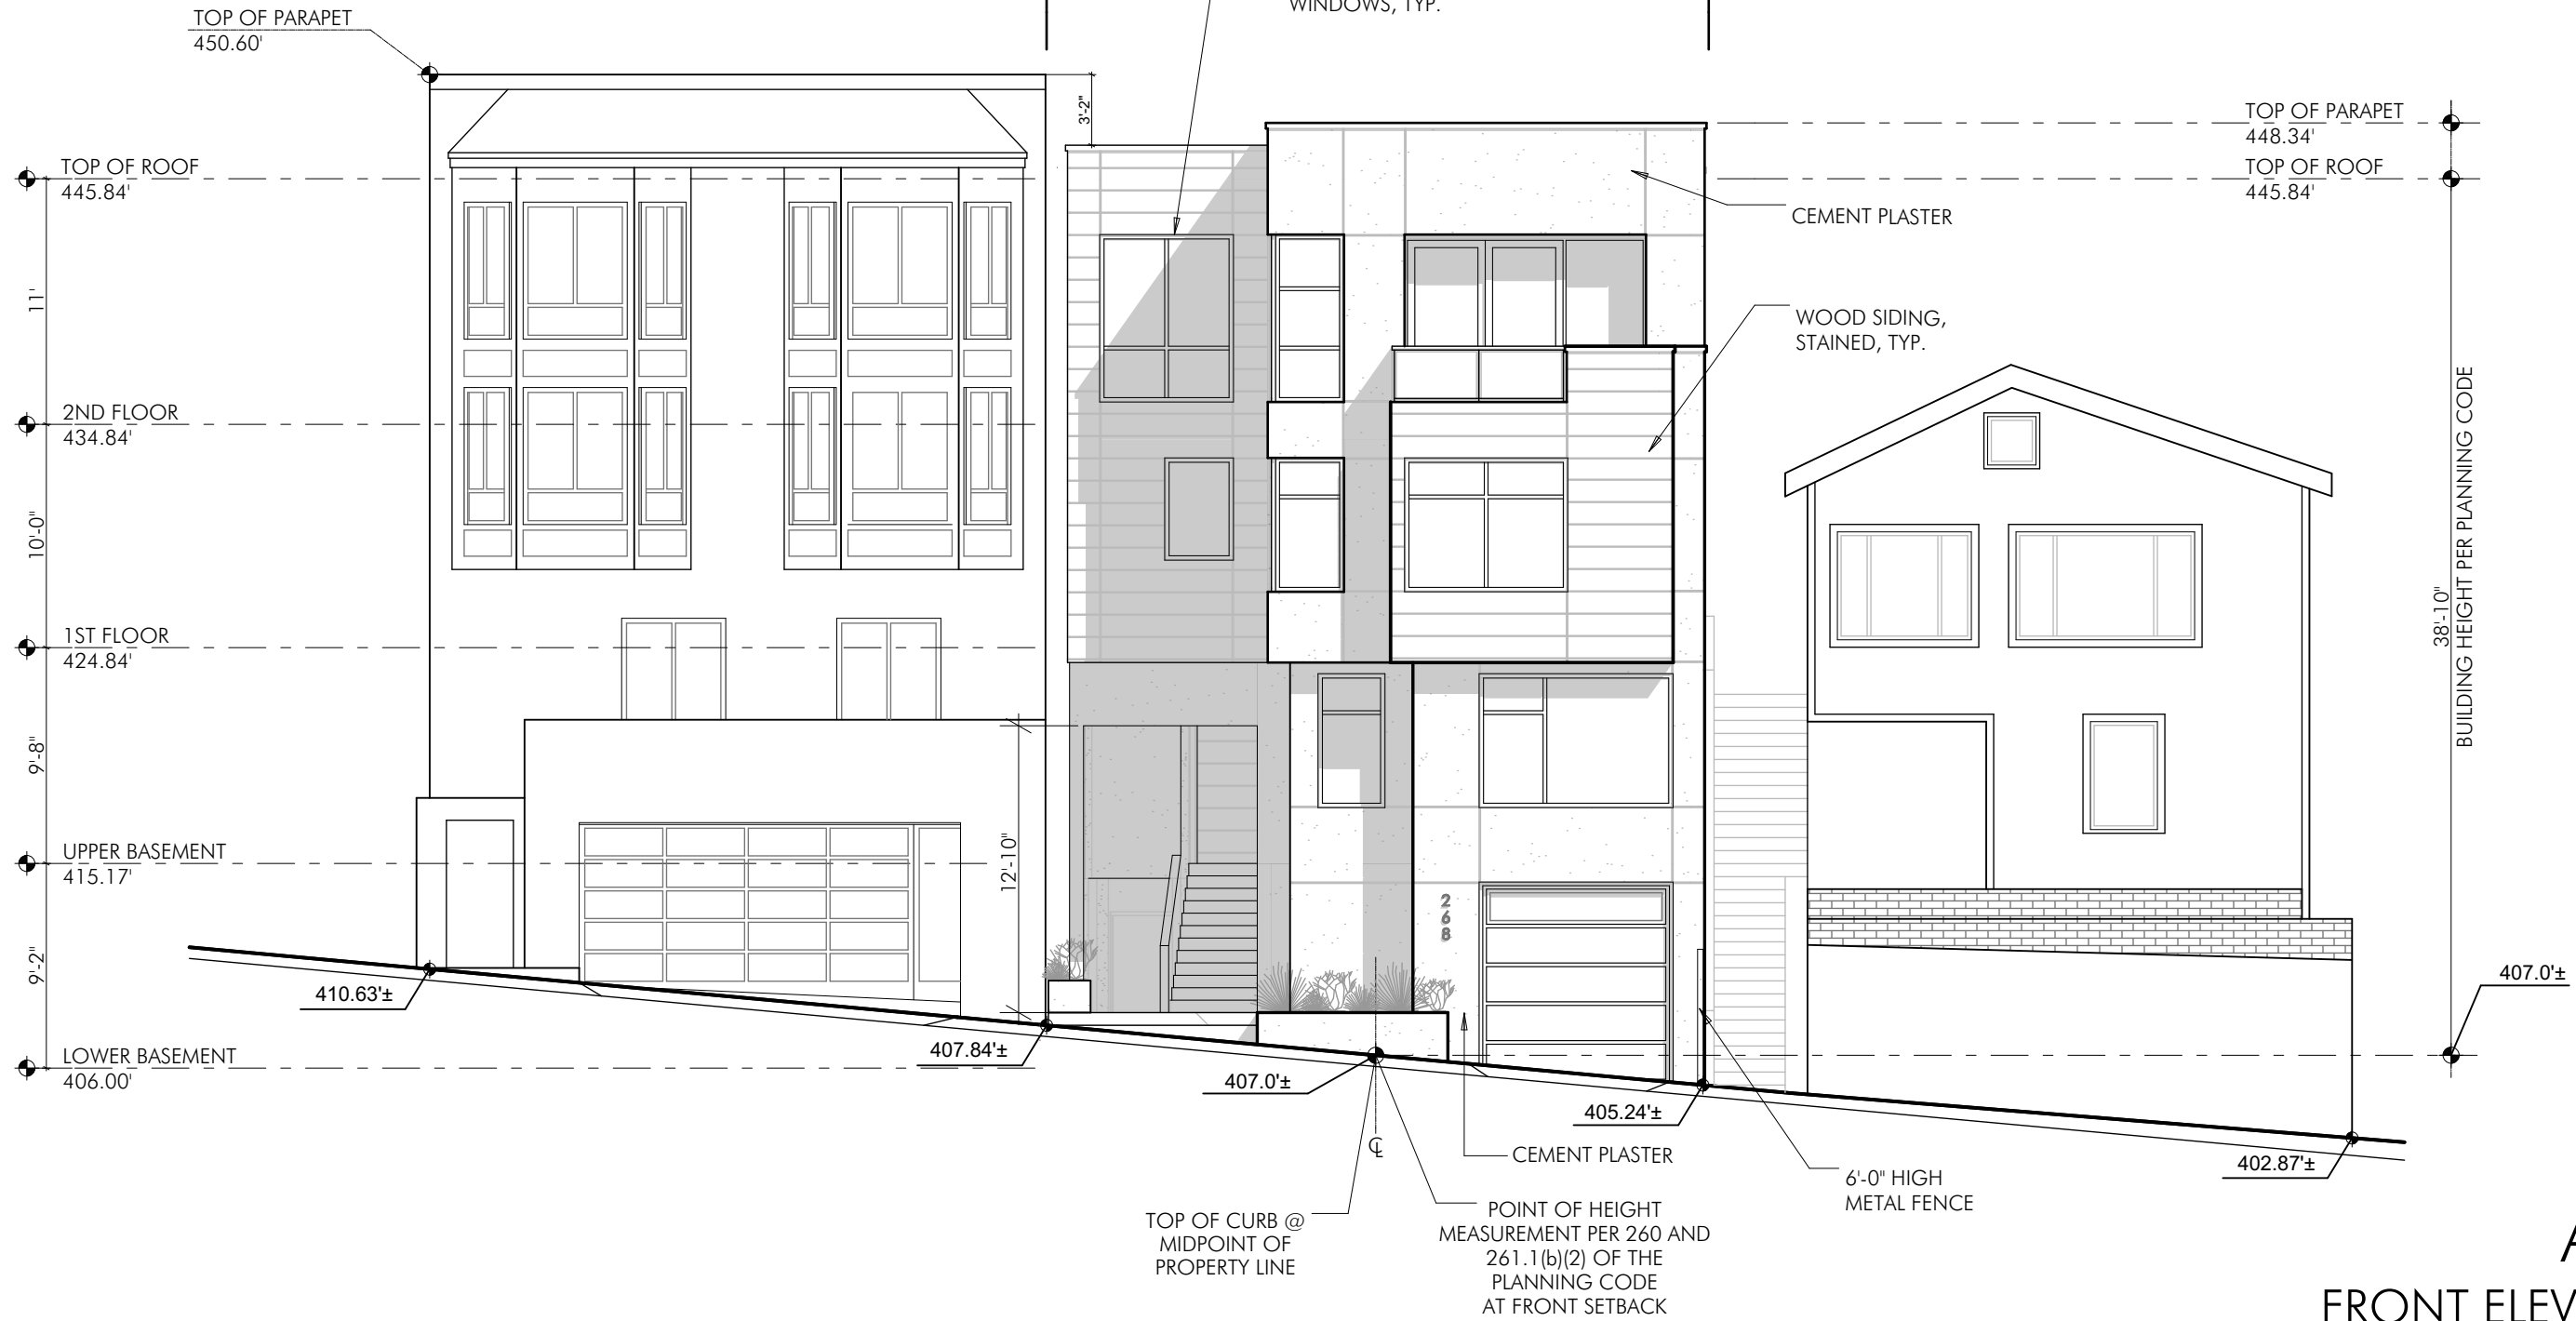 WINDOWS, TYP.
TOP OF PARAPET
450.60'
3'-2"
TOP OF PARAPET
448.34'
TOP OF ROOF
445.84'
TOP OF ROOF
445.84'
CEMENT PLASTER
11'
WOOD SIDING,
STAINED, TYP.
2ND FLOOR
434.84'
10'-0"
1ST FLOOR
424.84'
38'-10"
BUILDING HEIGHT PER PLANNING CODE
9'-8"
12'-10"
UPPER BASEMENT
415.17'
2
6
8
9'-2"
410.63'±
407.0'±
407.84'±
LOWER BASEMENT
406.00'
407.0'±
405.24'±
℄
CEMENT PLASTER
402.87'±
6'-0" HIGH
METAL FENCE
TOP OF CURB @
MIDPOINT OF
PROPERTY LINE
POINT OF HEIGHT
MEASUREMENT PER 260 AND
261.1(b)(2) OF THE
PLANNING CODE
AT FRONT SETBACK
FRONT ELEV